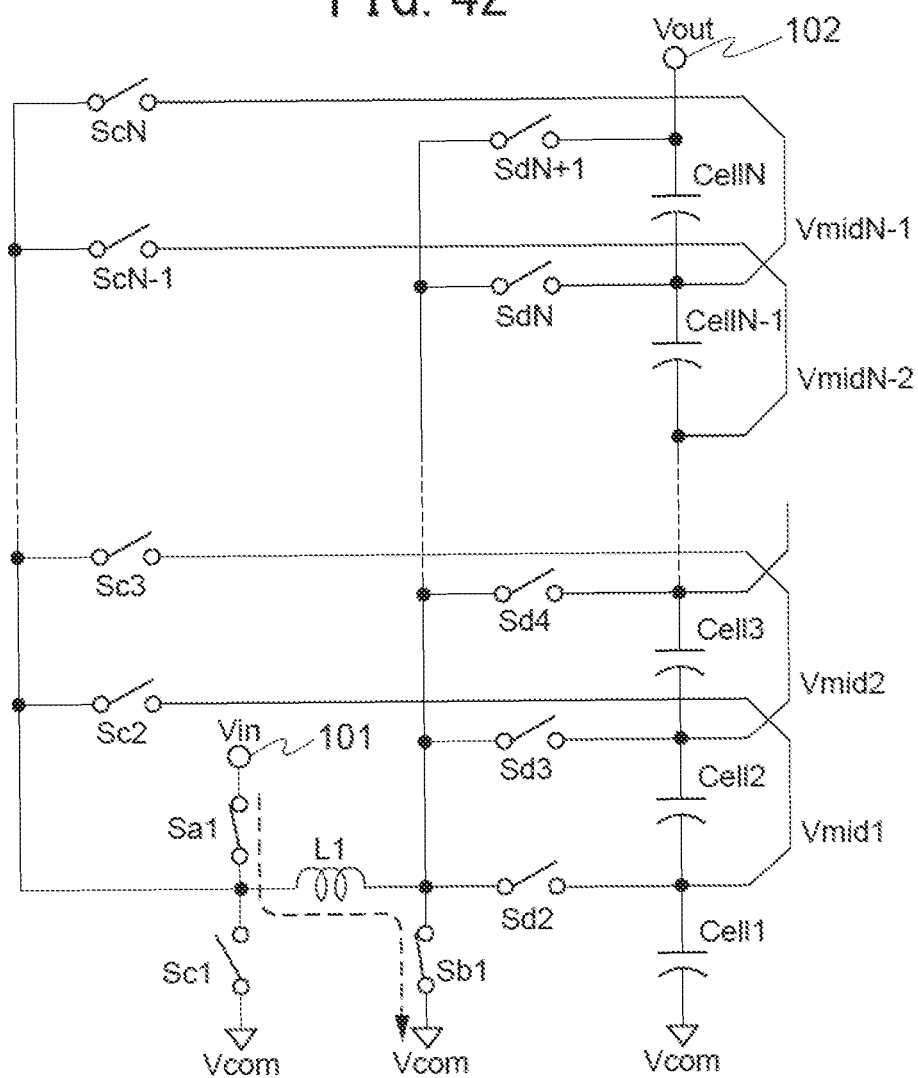 FIG. 42
Vout 102
ScN
SdN+1
CellN
VmidN-1
ScN-1
SdN
CellN-1
VmidN-2
Sc3
Sd4
Cell3
Vmid2
Sc2
Vin 101
Sd3
Cell2
Sa1
L1
Vmid1
Sd2
Cell1
Sc1
Sb1
Vcom
Vcom
Vcom